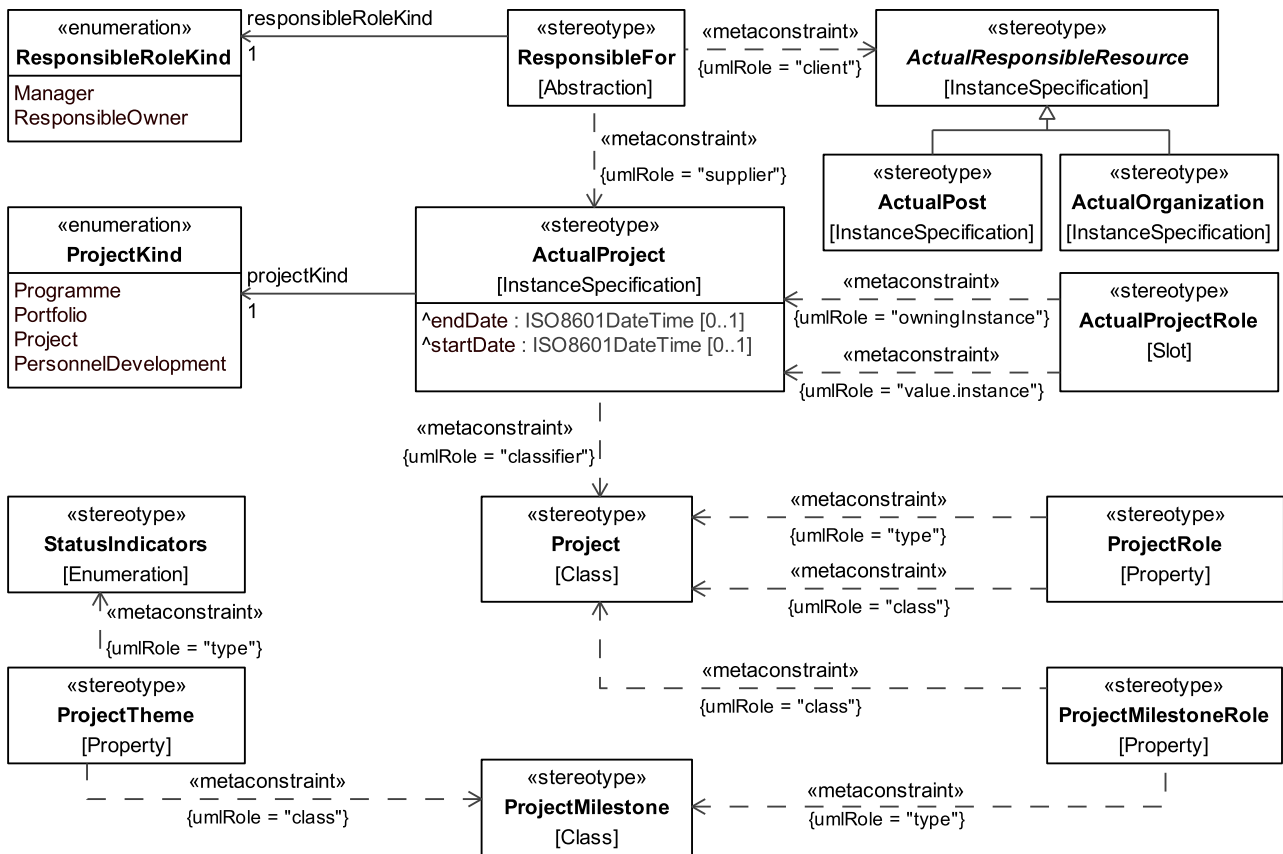 «enumeration»
ResponsibleRoleKind
Manager
ResponsibleOwner
responsibleRoleKind
1
«stereotype»
ResponsibleFor
[Abstraction]
«metaconstraint»
{umlRole = "client"}
«stereotype»
ActualResponsibleResource
[InstanceSpecification]
«metaconstraint»
{umlRole = "supplier"}
«stereotype»
ActualPost
[InstanceSpecification]
«stereotype»
ActualOrganization
[InstanceSpecification]
«enumeration»
ProjectKind
Programme
Portfolio
Project
PersonnelDevelopment
projectKind
1
«stereotype»
ActualProject
[InstanceSpecification]
^endDate : ISO8601DateTime [0..1]
^startDate : ISO8601DateTime [0..1]
«metaconstraint»
{umlRole = "owningInstance"}
«metaconstraint»
{umlRole = "value.instance"}
«stereotype»
ActualProjectRole
[Slot]
«metaconstraint»
{umlRole = "classifier"}
«stereotype»
StatusIndicators
[Enumeration]
«stereotype»
Project
[Class]
«metaconstraint»
{umlRole = "type"}
«metaconstraint»
{umlRole = "class"}
«stereotype»
ProjectRole
[Property]
«metaconstraint»
{umlRole = "type"}
«stereotype»
ProjectTheme
[Property]
«metaconstraint»
{umlRole = "class"}
«stereotype»
ProjectMilestoneRole
[Property]
«metaconstraint»
{umlRole = "class"}
«stereotype»
ProjectMilestone
[Class]
«metaconstraint»
{umlRole = "type"}